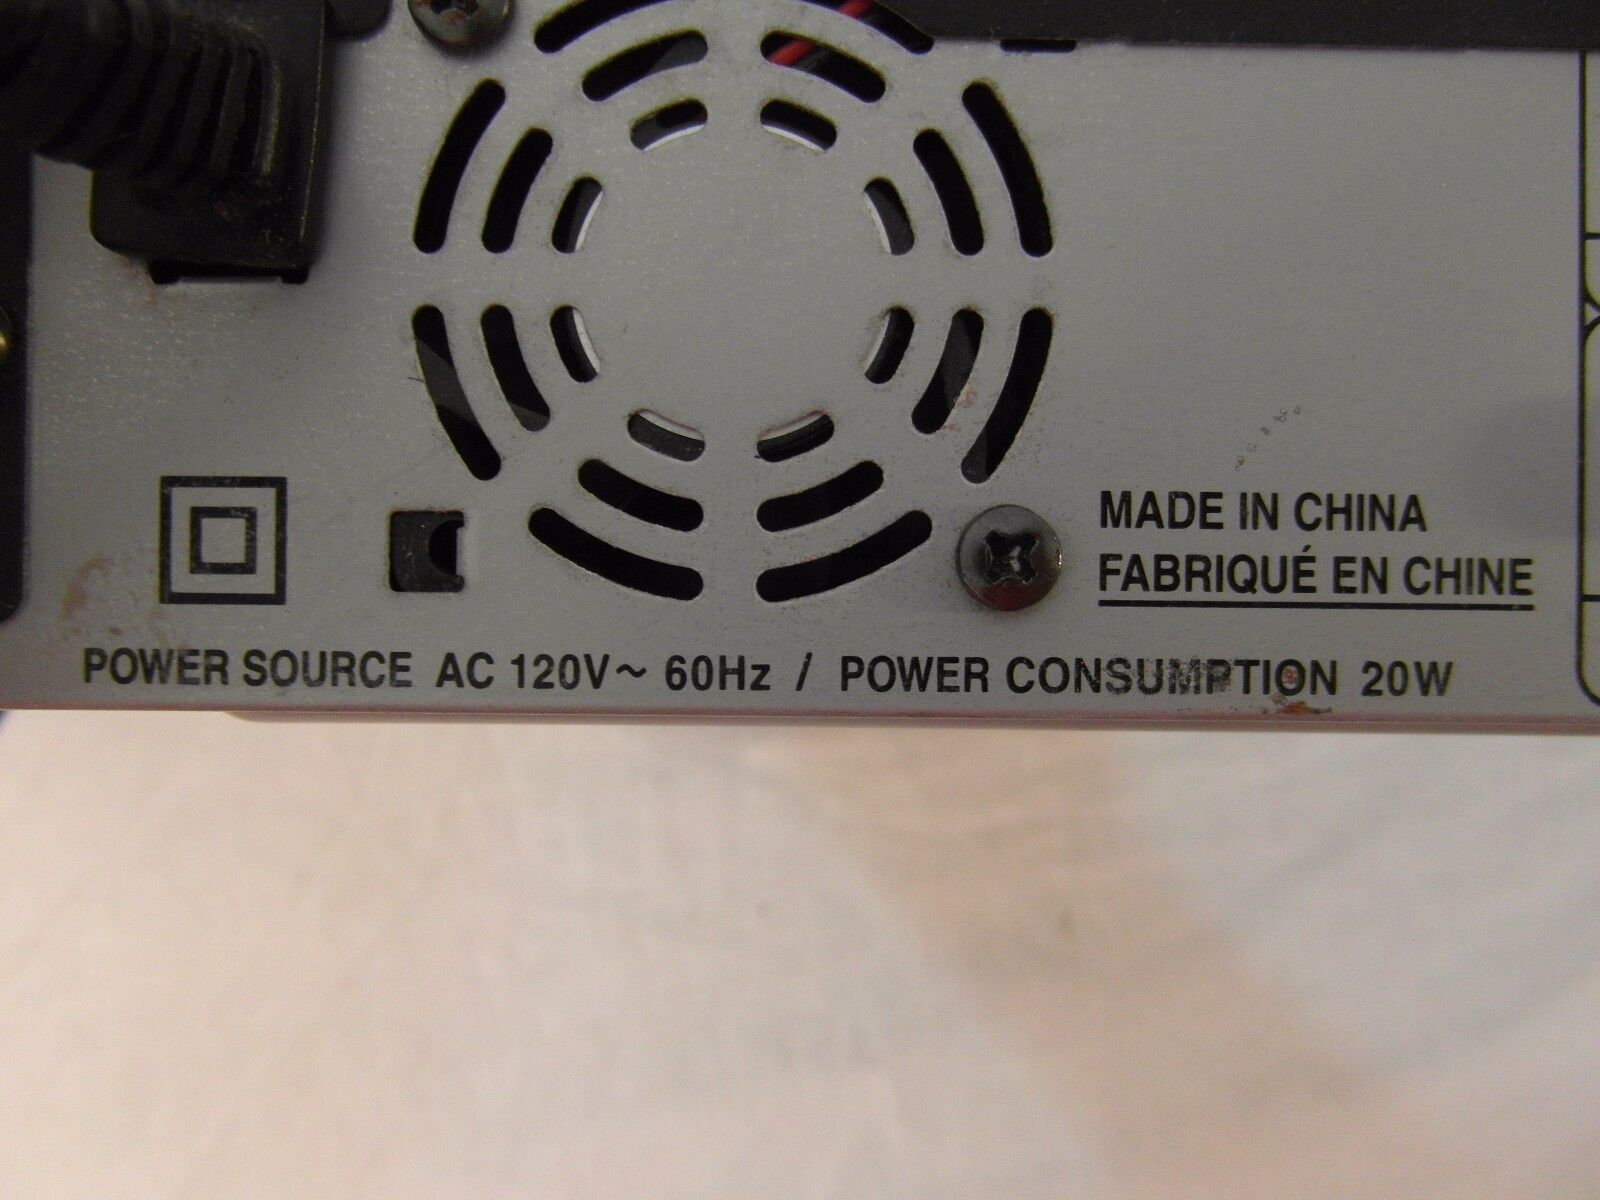 MADE IN CHINA
FABRIQUÉ EN CHINE
POWER SOURCE AC 120V~ 60Hz / POWER CONSUMPTION 20W